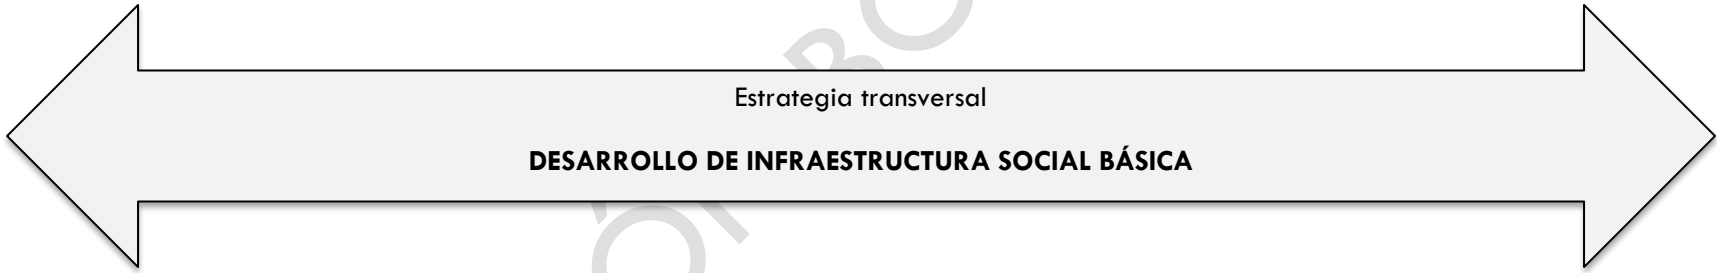 Estrategia transversal
DESARROLLO DE INFRAESTRUCTURA SOCIAL BÁSICA